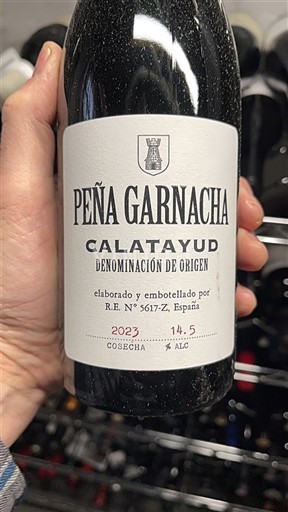 PEÑA GARNACHA
CALATAYUD
DENOMINACIÓN DE ORIGEN
elaborado y embotellado por
R.E. Nº 5617-Z, España
2023 14.5
COSECHA % ALC